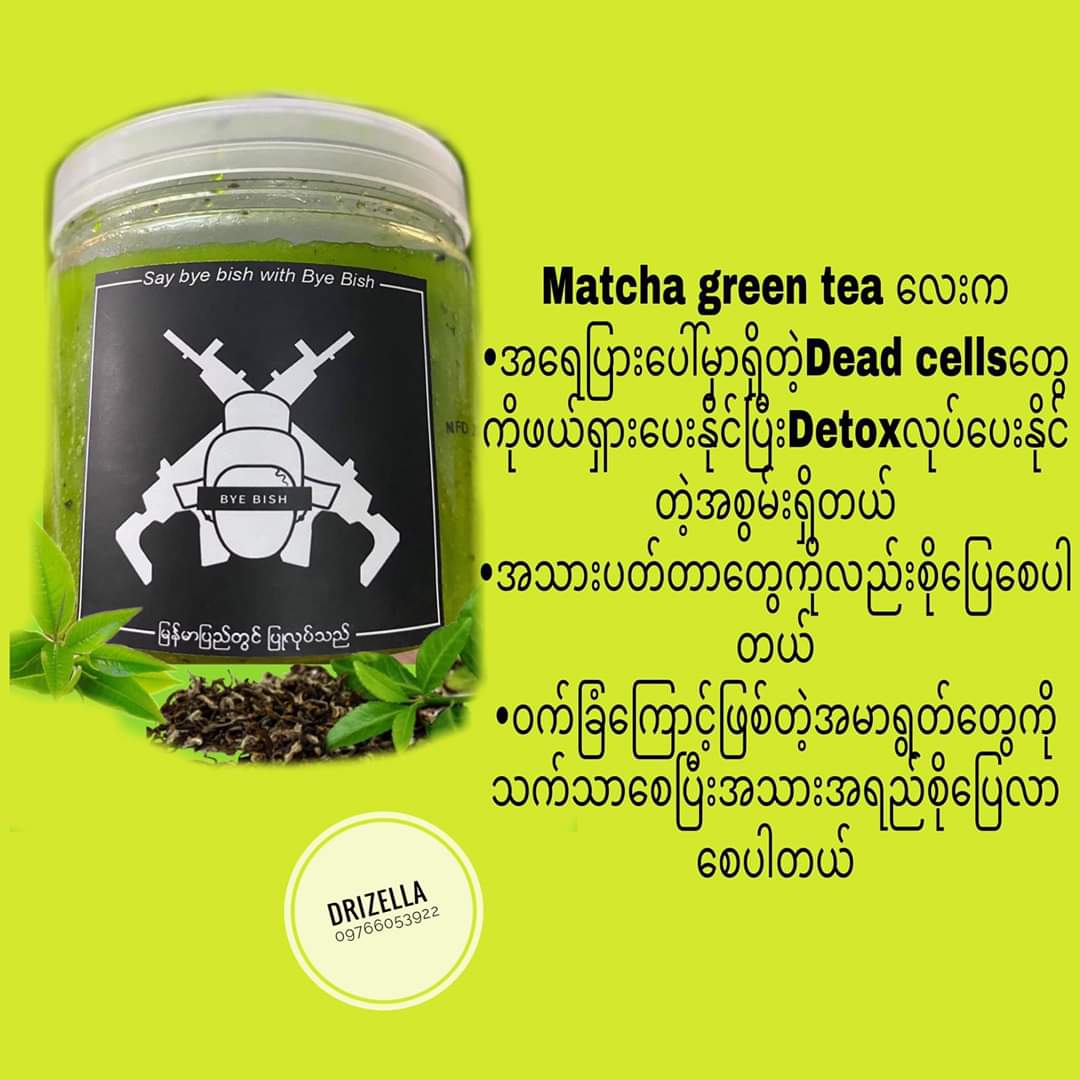 Say bye bish with Bye Bish
BYE BISH
မြန်မာပြည်တွင် ပြုလုပ်သည်
Matcha green tea လေးက
•အရေပြားပေါ်မှာရှိတဲ့Dead cellsတွေ
ကိုဖယ်ရှားပေးနိုင်ပြီးDetoxလုပ်ပေးနိုင်
တဲ့အစွမ်းရှိတယ်
•အသားပတ်တာတွေကိုလည်းစိုပြေစေပါ
တယ်
•ဝက်ခြံကြောင့်ဖြစ်တဲ့အမာရွတ်တွေကို
သက်သာစေပြီးအသားအရည်စိုပြေလာ
စေပါတယ်
DRIZELLA
09766053922